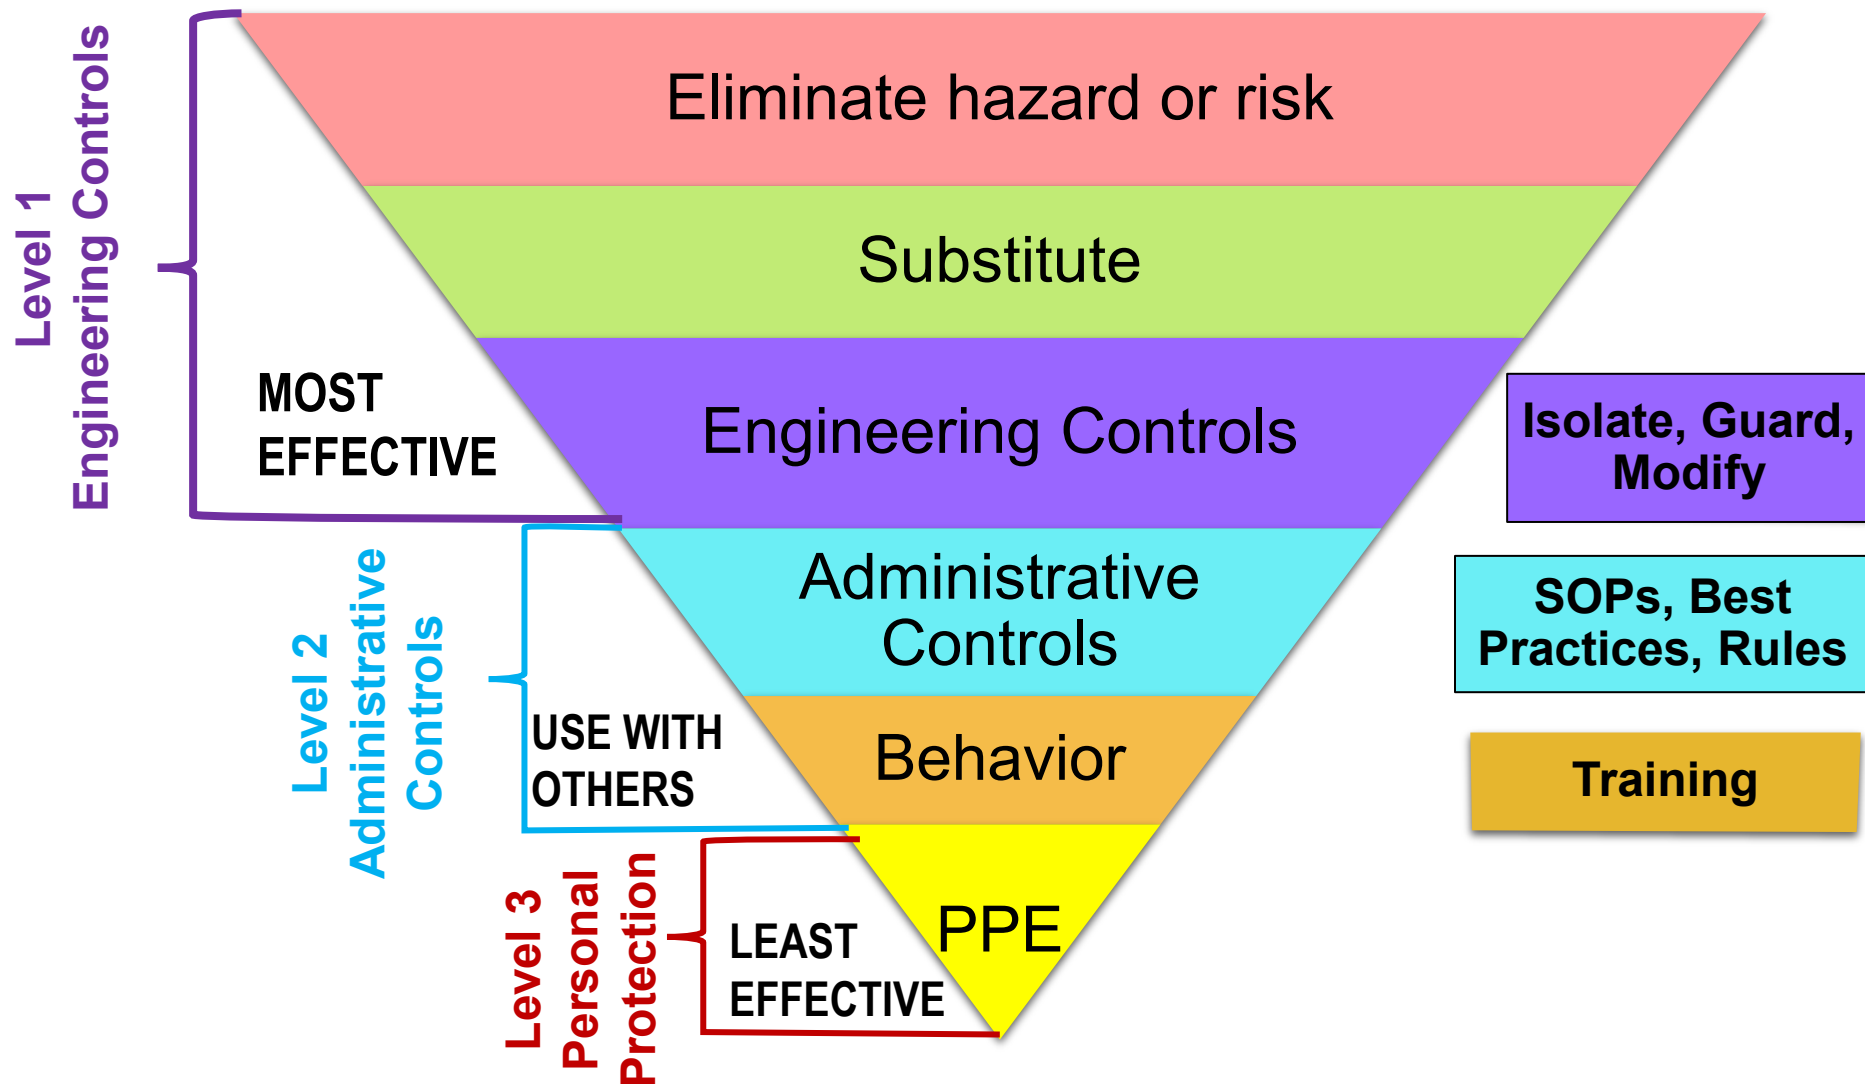 Level 1
Engineering Controls
Eliminate hazard or risk
Substitute
MOST
EFFECTIVE
Engineering Controls
Isolate, Guard,
Modify
Level 2
Administrative
Controls
Administrative
Controls
SOPs, Best
Practices, Rules
USE WITH
OTHERS
Behavior
Training
Level 3
Personal
Protection
LEAST
EFFECTIVE
PPE